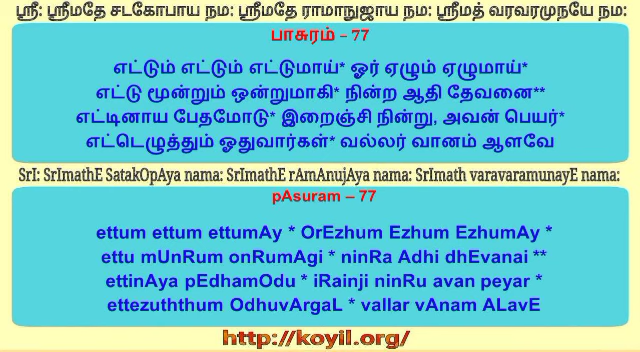 ஸ்ரீ: ஸ்ரீமதே சடகோபாய நம: ஸ்ரீமதே ராமாநுஜாய நம: ஸ்ரீமத் வரவரமுநயே நம:
பாசுரம் – 77
எட்டும் எட்டும் எட்டுமாய்* ஓர் ஏழும் ஏழுமாய்*
எட்டு மூன்றும் ஒன்றுமாகி* நின்ற ஆதி தேவனை**
எட்டினாய பேதமோடு* இறைஞ்சி நின்று, அவன் பெயர்*
எட்டெழுத்தும் ஓதுவார்கள்* வல்லர் வானம் ஆளவே
SrI: SrImathE SatakOpAya nama: SrImathE rAmAnujAya nama: SrImath varavaramunayE nama:
pAsuram – 77
ettum ettum ettumAy * OrEzhum Ezhum EzhumAy *
ettu mUnRum onRumAgi * ninRa Adhi dhEvanai **
ettinAya pEdhamOdu * iRainji ninRu avan peyar *
ettezuththum OdhuvArgaL * vallar vAnam ALavE
http://koyil.org/